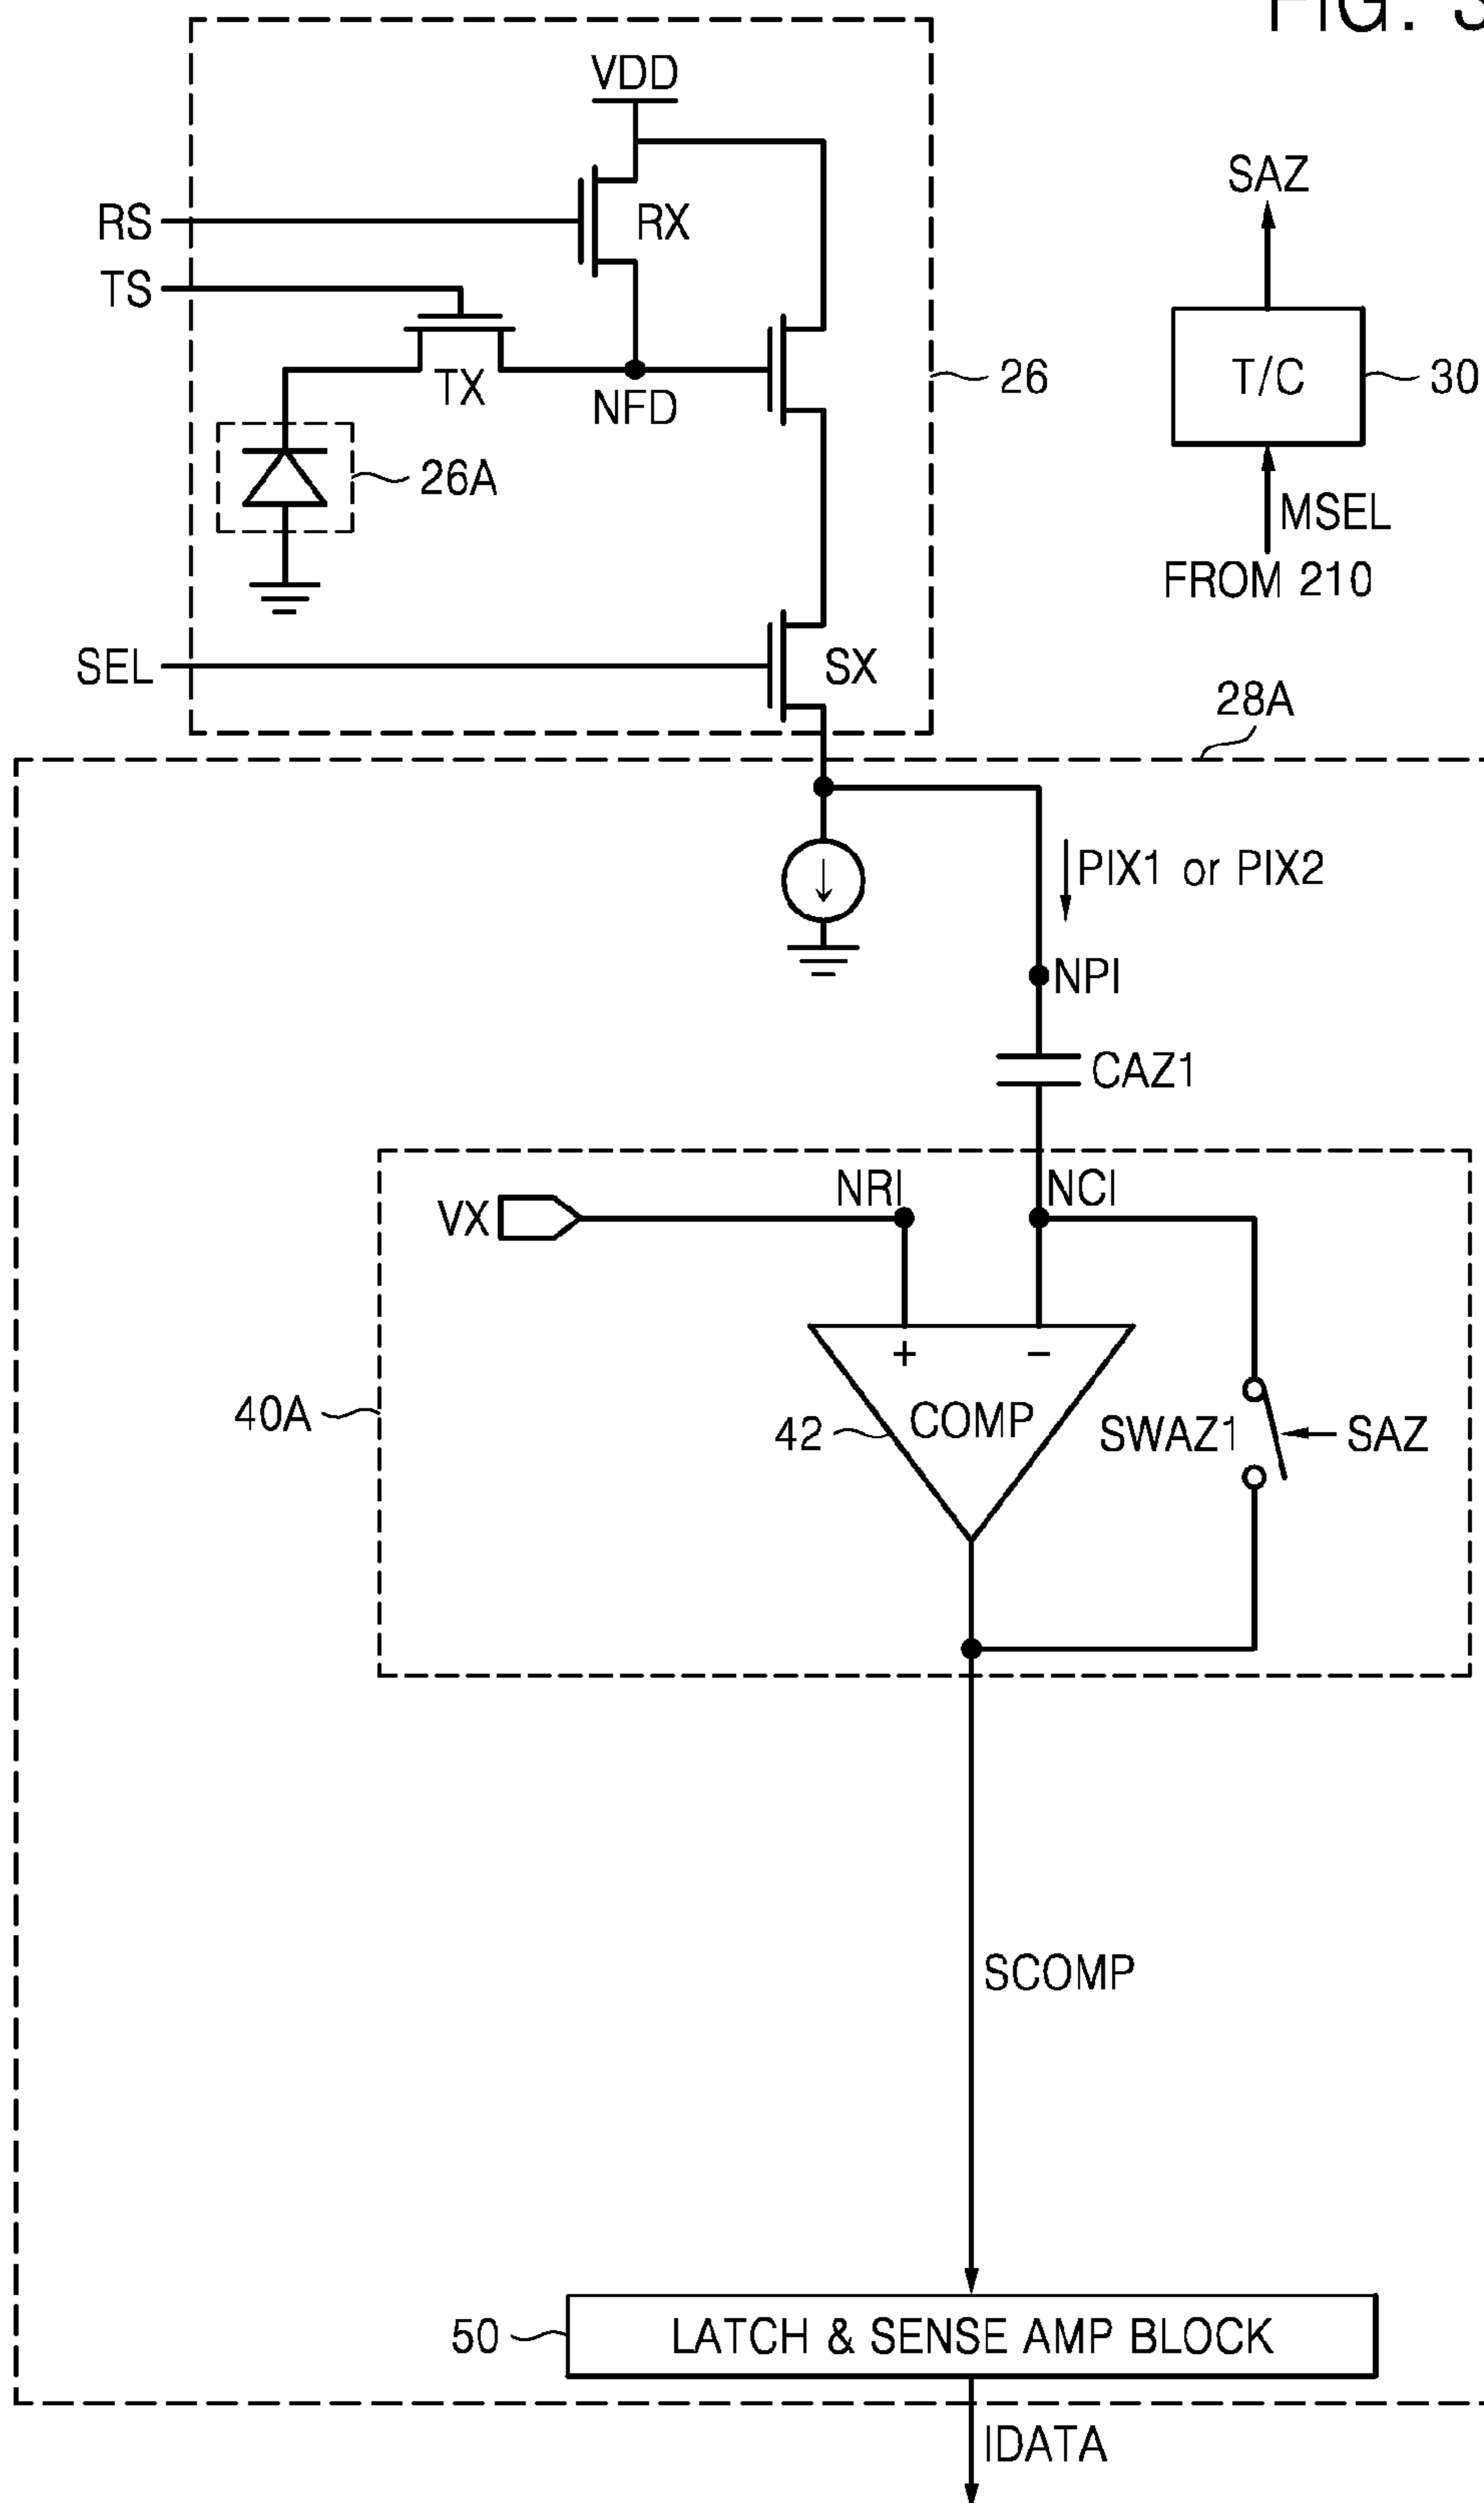 FIG.
VDD
RS
RX
TS
TX
NFD
26
26A
SAZ
T/C
30
MSEL
FROM 210
SEL
SX
28A
PIX1 or PIX2
NPI
CAZ1
NRI
NCI
VX
+
−
40A
42
COMP
SWAZ1
SAZ
SCOMP
50
LATCH & SENSE AMP BLOCK
IDATA